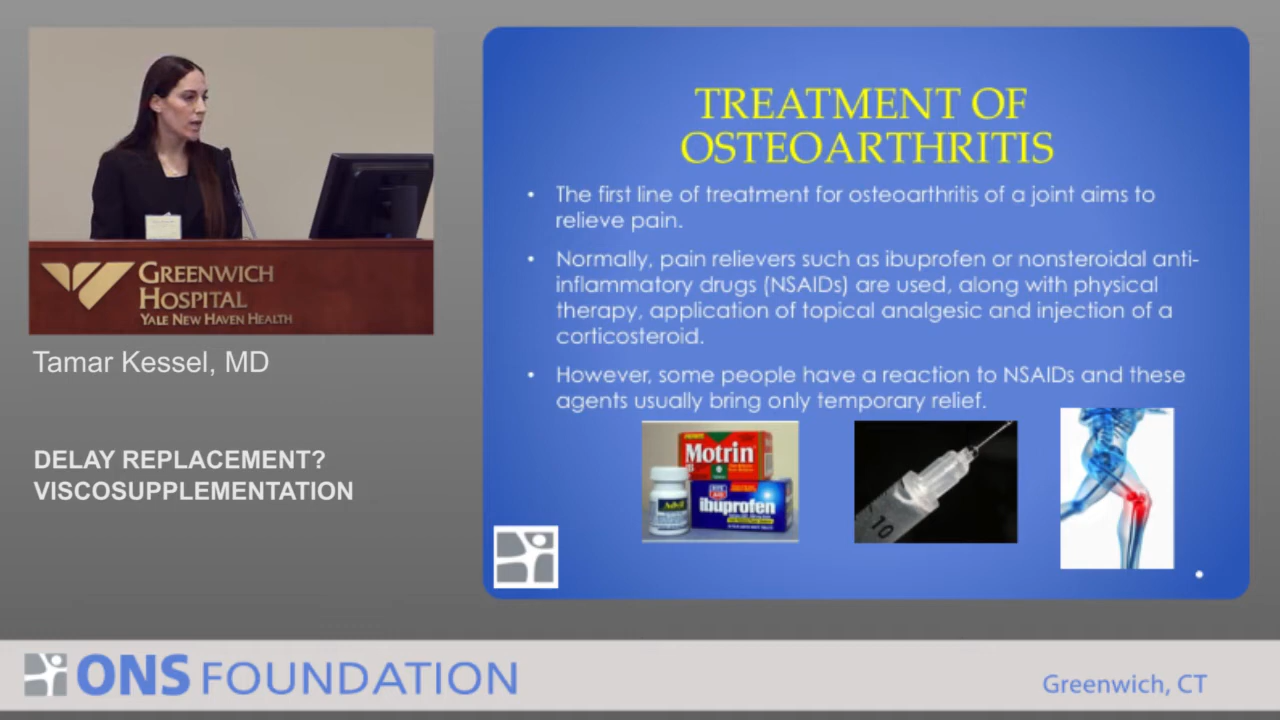 GREENWICH
HOSPITAL
YALE NEW HAVEN HEALTH
Tamar Kessel, MD
DELAY REPLACEMENT?
VISCOSUPPLEMENTATION
TREATMENT OF
OSTEOARTHRITIS
• The first line of treatment for osteoarthritis of a joint aims to
relieve pain.
• Normally, pain relievers such as ibuprofen or nonsteroidal anti-
inflammatory drugs (NSAIDs) are used, along with physical
therapy, application of topical analgesic and injection of a
corticosteroid.
• However, some people have a reaction to NSAIDs and these
agents usually bring only temporary relief.
Motrin
Advil
ibuprofen
10
ONS FOUNDATION
Greenwich, CT